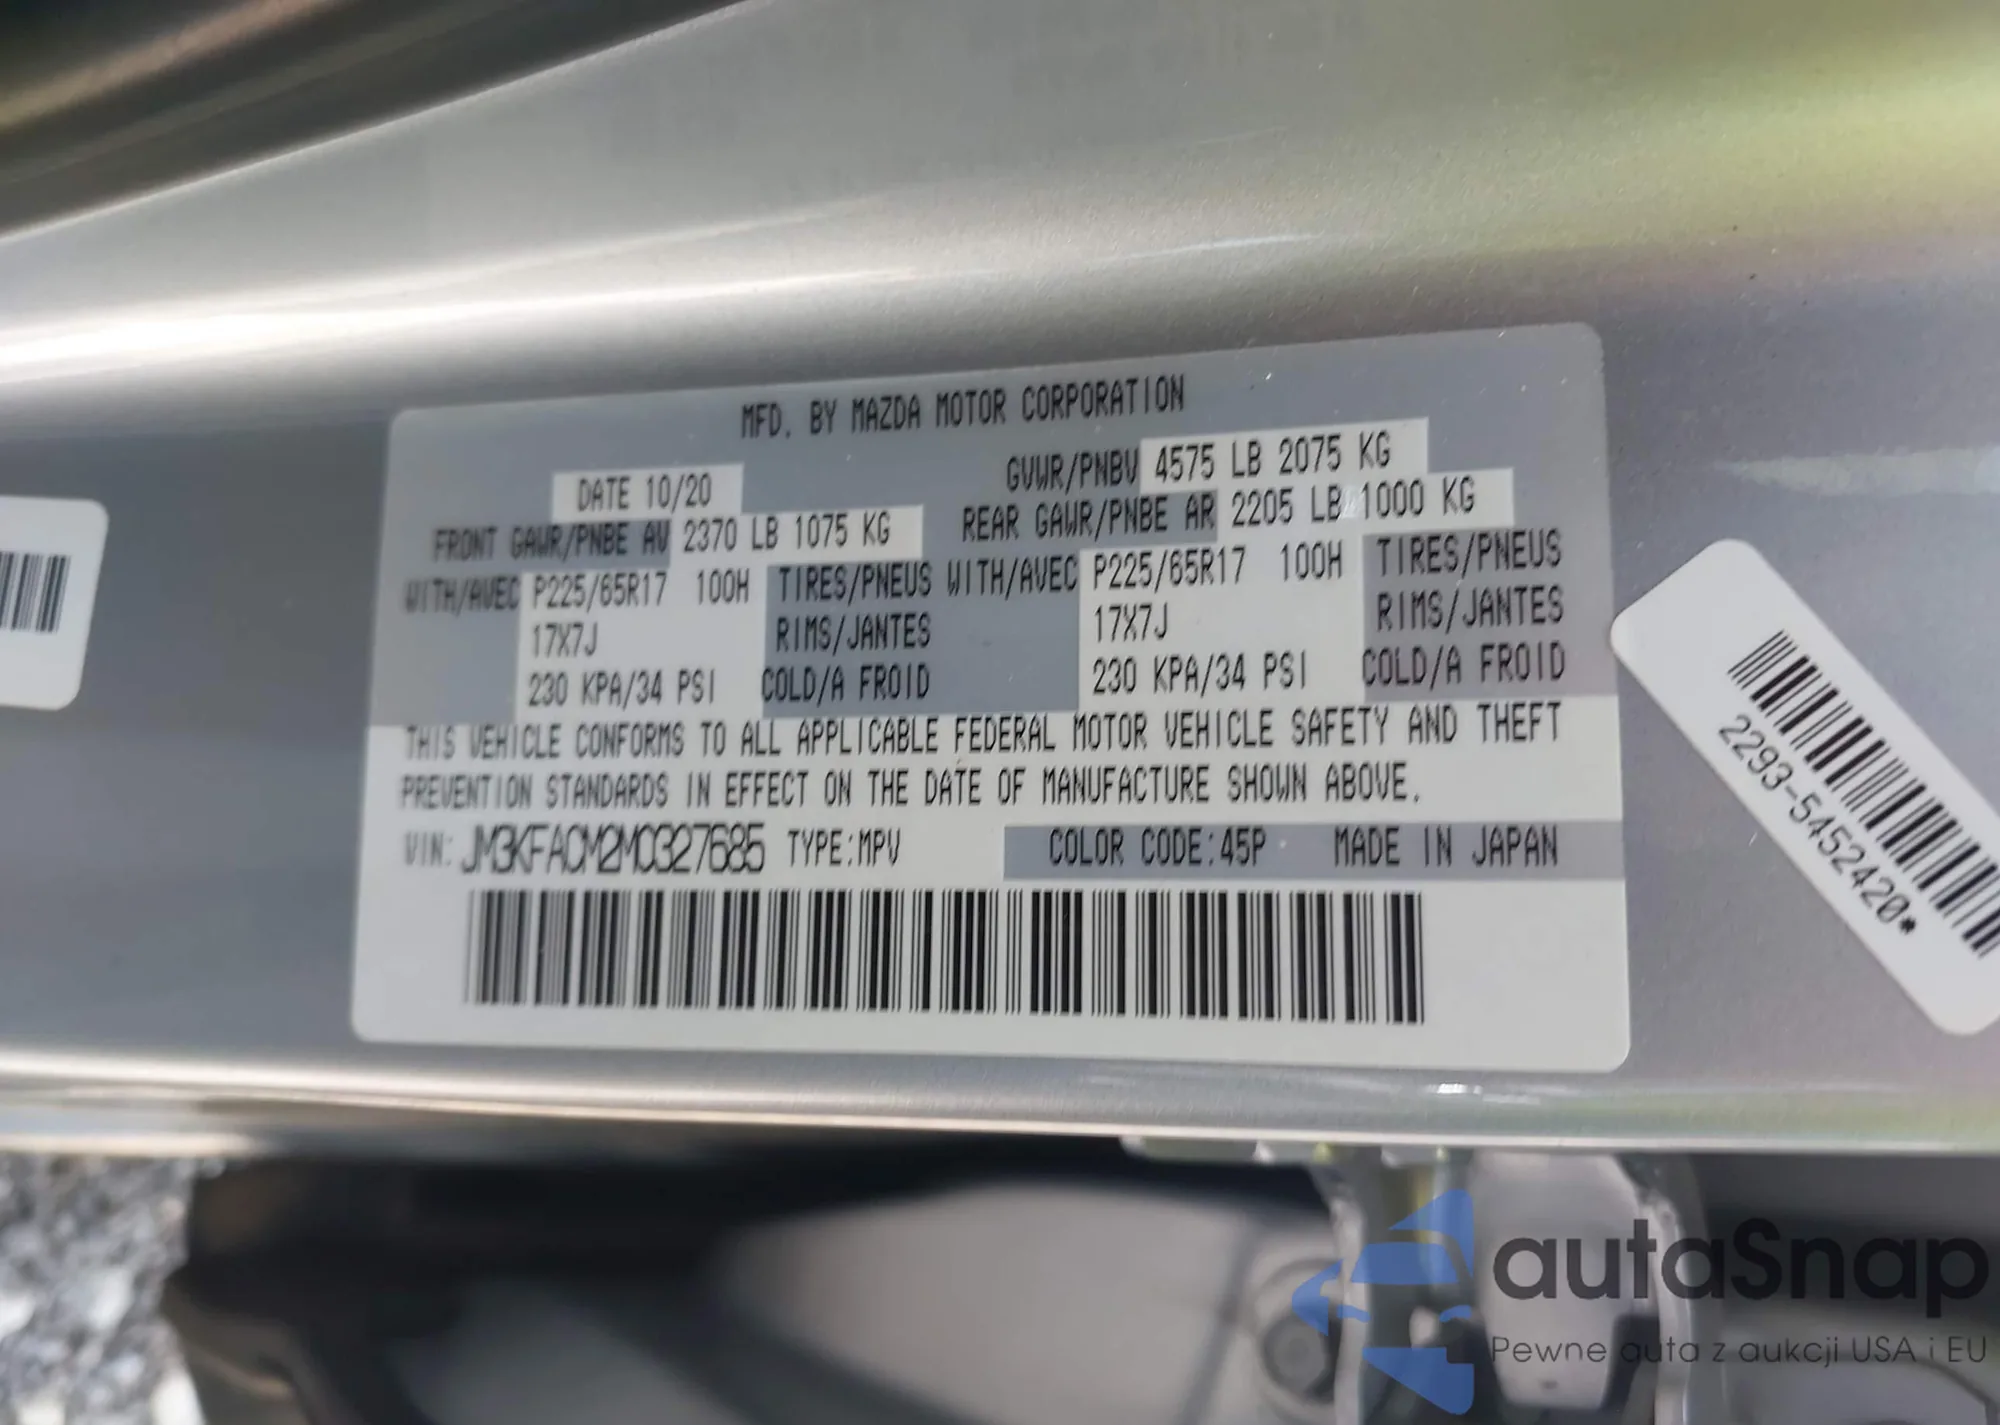 MFD. BY MAZDA MOTOR CORPORATION
DATE 10/20
GVWR/PNBV 4575 LB 2075 KG
FRONT GAWR/PNBE AV 2370 LB 1075 KG
REAR GAWR/PNBE AR 2205 LB 1000 KG
WITH/AVEC P225/65R17 100H TIRES/PNEUS WITH/AVEC P225/65R17 100H TIRES/PNEUS
17X7J RIMS/JANTES 17X7J RIMS/JANTES
230 KPA/34 PSI COLD/A FROID 230 KPA/34 PSI COLD/A FROID
THIS VEHICLE CONFORMS TO ALL APPLICABLE FEDERAL MOTOR VEHICLE SAFETY AND THEFT
PREVENTION STANDARDS IN EFFECT ON THE DATE OF MANUFACTURE SHOWN ABOVE.
VIN: JM3KFACM2M0327685 TYPE:MPV COLOR CODE:45P MADE IN JAPAN
2293-5452420*
autaSnap
Pewne auta z aukcji USA i EU